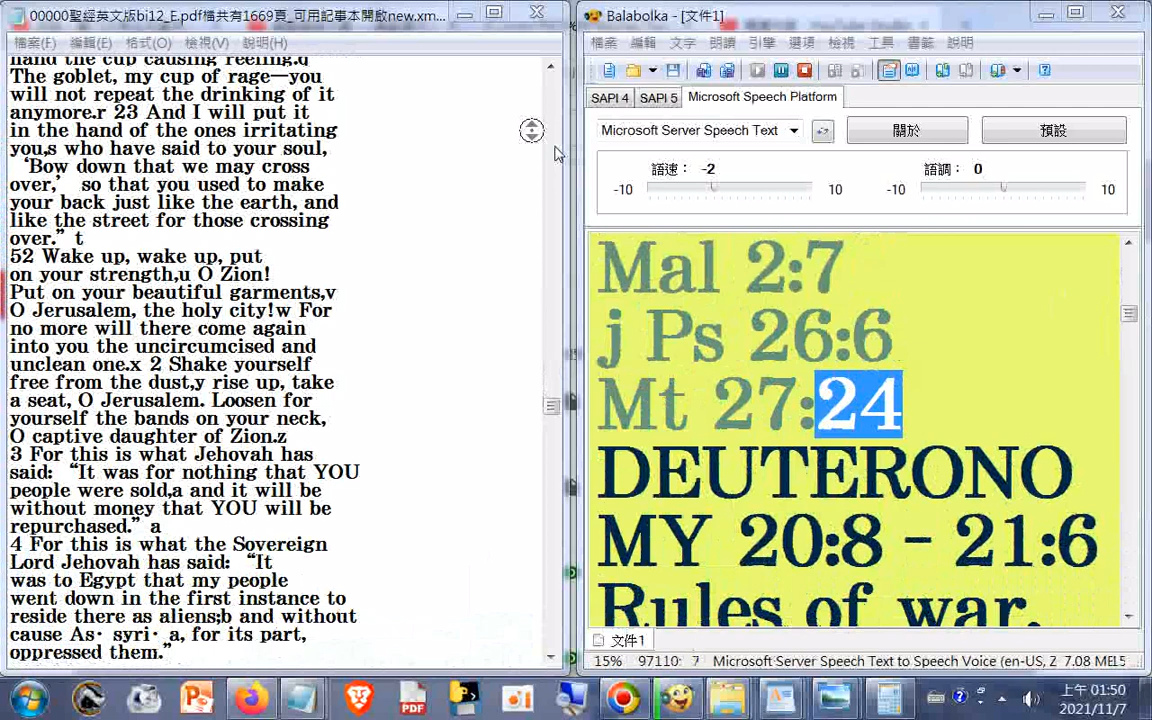 00000聖經英文版bi12_E.pdf檔共有1669頁_可用記事本開啟new.xm...
檔案(F) 編輯(E) 格式(O) 檢視(V) 說明(H)
hand the cup causing reeling.q
The goblet, my cup of rage—you
will not repeat the drinking of it
anymore.r 23 And I will put it
in the hand of the ones irritating
you,s who have said to your soul,
‘Bow down that we may cross
over,’ so that you used to make
your back just like the earth, and
like the street for those crossing
over.” t
52 Wake up, wake up, put
on your strength,u O Zion!
Put on your beautiful garments,v
O Jerusalem, the holy city!w For
no more will there come again
into you the uncircumcised and
unclean one.x 2 Shake yourself
free from the dust,y rise up, take
a seat, O Jerusalem. Loosen for
yourself the bands on your neck,
O captive daughter of Zion.z
3 For this is what Jehovah has
said: “It was for nothing that YOU
people were sold,a and it will be
without money that YOU will be
repurchased.” a
4 For this is what the Sovereign
Lord Jehovah has said: “It
was to Egypt that my people
went down in the first instance to
reside there as aliens;b and without
cause As· syri· a, for its part,
oppressed them.”
Balabolka - [文件1]
檔案 編輯 文字 朗讀 引擎 選項 檢視 工具 書籤 說明
SAPI 4 SAPI 5 Microsoft Speech Platform
Microsoft Server Speech Text 關於 預設
語速： -2 語調： 0
-10 10 -10 10
Mal 2:7
j Ps 26:6
Mt 27:24
DEUTERONO
MY 20:8 - 21:6
Rules of war.
文件1
15% 97110: 7 Microsoft Server Speech Text to Speech Voice (en-US, Z 7.08 ME
上午 01:50
2021/11/7